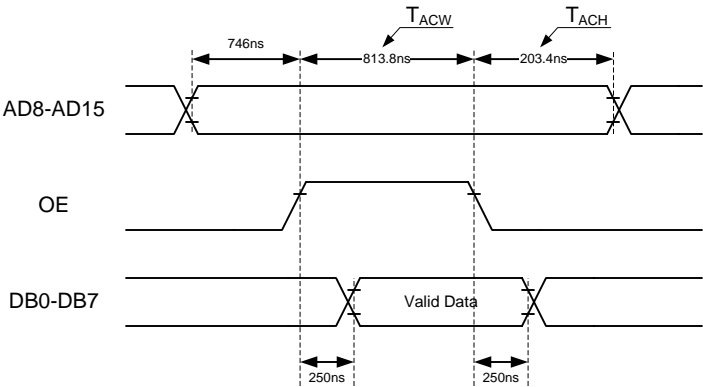 T_ACW T_ACH
746ns 813.8ns 203.4ns
AD8-AD15
OE
DB0-DB7 Valid Data
250ns 250ns